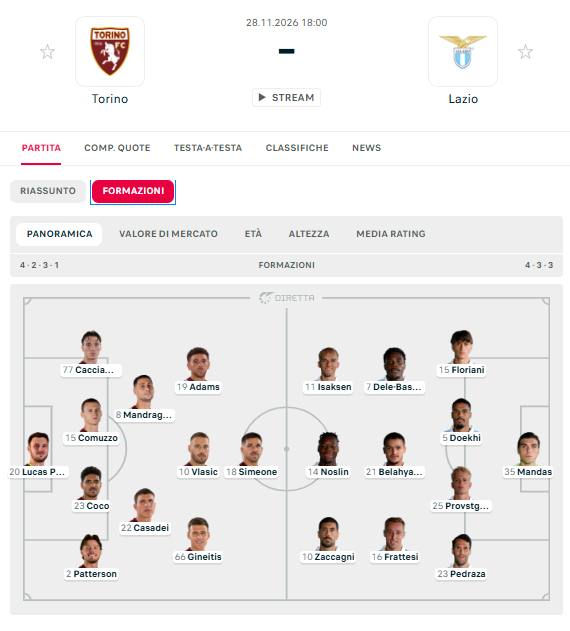 28.11.2026 18:00
TORINO
FC
Torino
-
Lazio
STREAM
PARTITA COMP. QUOTE TESTA-A-TESTA CLASSIFICHE NEWS
RIASSUNTO FORMAZIONI
PANORAMICA VALORE DI MERCATO ETÀ ALTEZZA MEDIA RATING
4 - 2 - 3 - 1 FORMAZIONI 4 - 3 - 3
DIRETTA
77 Caccia...
15 Floriani
19 Adams
11 Isaksen
7 Dele-Bas...
8 Mandrag...
15 Comuzzo
5 Doekhi
20 Lucas P...
10 Vlasic
18 Simeone
14 Noslin
21 Belahya...
35 Mandas
23 Coco
25 Provstg...
22 Casadei
66 Gineitis
10 Zaccagni
16 Frattesi
2 Patterson
23 Pedraza